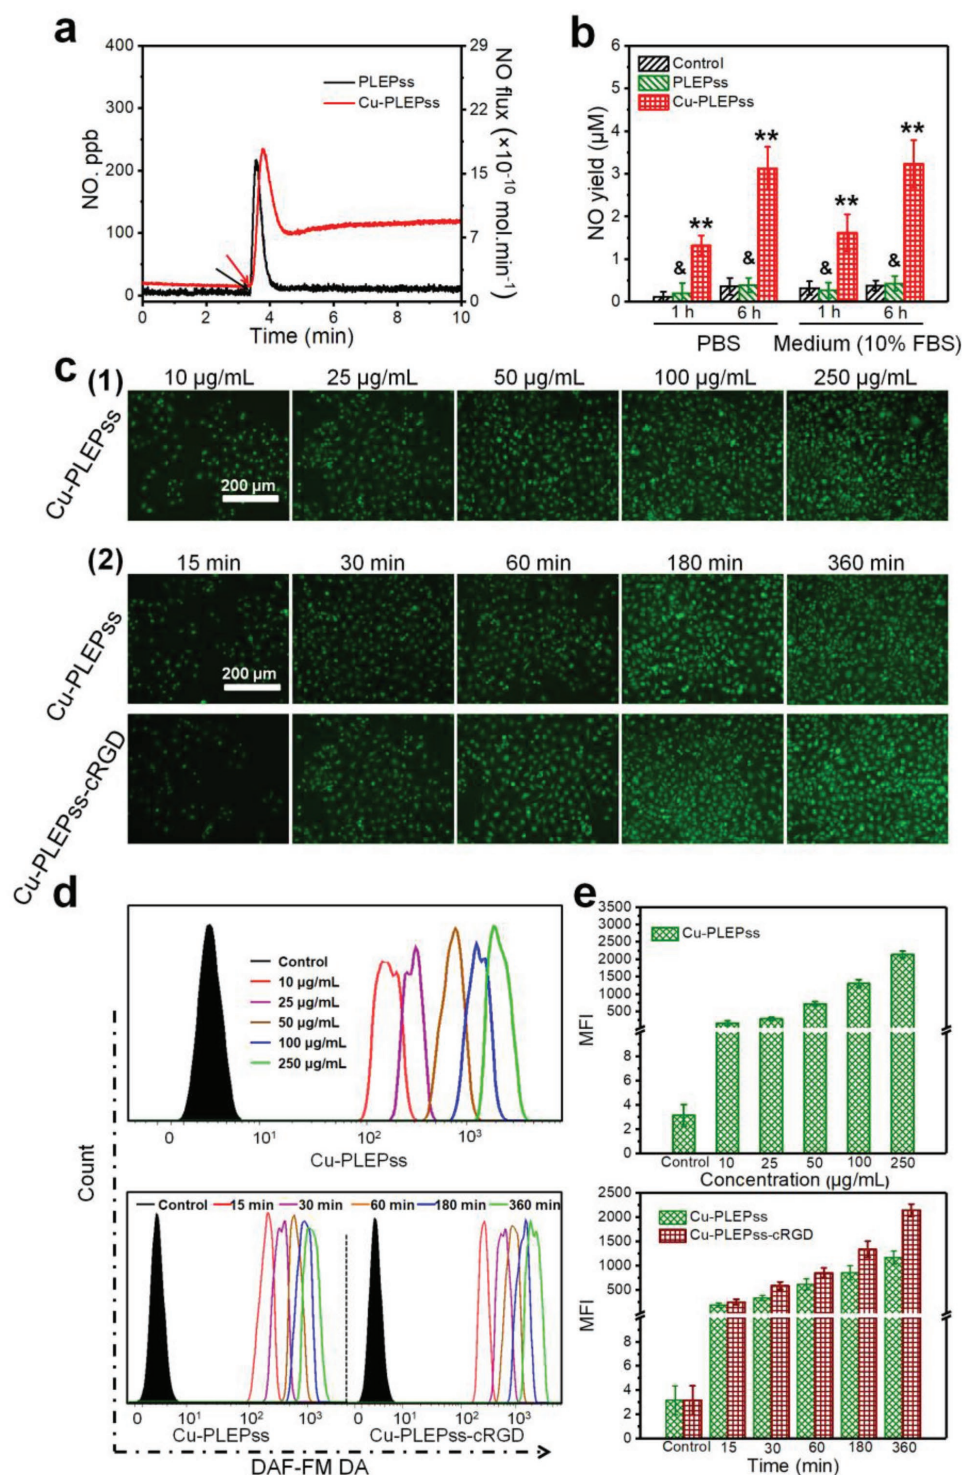 a
400
300
200
100
0
NO. ppb
29
22
15
7
0
NO flux (×10⁻¹⁰ mol.min⁻¹)
PLEPss
Cu-PLEPss
0 2 4 6 8 10
Time (min)
b
6
5
4
3
2
1
0
NO yield (μM)
Control
PLEPss
Cu-PLEPss
** ** ** **
& & & &
1 h 6 h 1 h 6 h
PBS Medium (10% FBS)
c
(1)
10 μg/mL 25 μg/mL 50 μg/mL 100 μg/mL 250 μg/mL
Cu-PLEPss
200 μm
(2)
15 min 30 min 60 min 180 min 360 min
Cu-PLEPss
200 μm
Cu-PLEPss-cRGD
d
Control
10 μg/mL
25 μg/mL
50 μg/mL
100 μg/mL
250 μg/mL
0 10¹ 10² 10³
Cu-PLEPss
Count
Control 15 min 30 min 60 min 180 min 360 min
0 10¹ 10² 10³ 0 10¹ 10² 10³
Cu-PLEPss Cu-PLEPss-cRGD
DAF-FM DA
e
3500
3000
2500
2000
1500
1000
500
8
6
4
2
0
MFI
Cu-PLEPss
Control 10 25 50 100 250
Concentration (μg/mL)
2500
2000
1500
1000
500
8
6
4
2
0
MFI
Cu-PLEPss
Cu-PLEPss-cRGD
Control 15 30 60 180 360
Time (min)